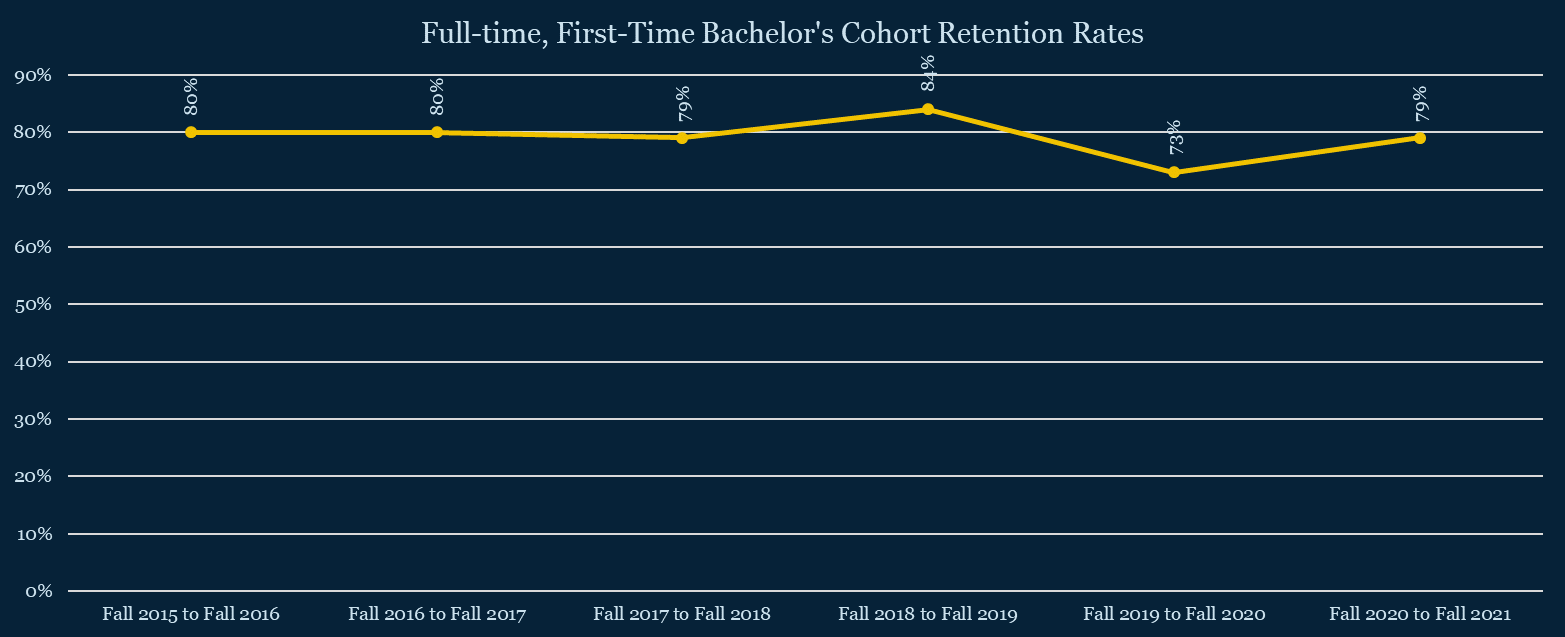 Full-time, First-Time Bachelor's Cohort Retention Rates
90%
80%
70%
60%
50%
40%
30%
20%
10%
0%
80%
80%
79%
84%
73%
79%
Fall 2015 to Fall 2016
Fall 2016 to Fall 2017
Fall 2017 to Fall 2018
Fall 2018 to Fall 2019
Fall 2019 to Fall 2020
Fall 2020 to Fall 2021